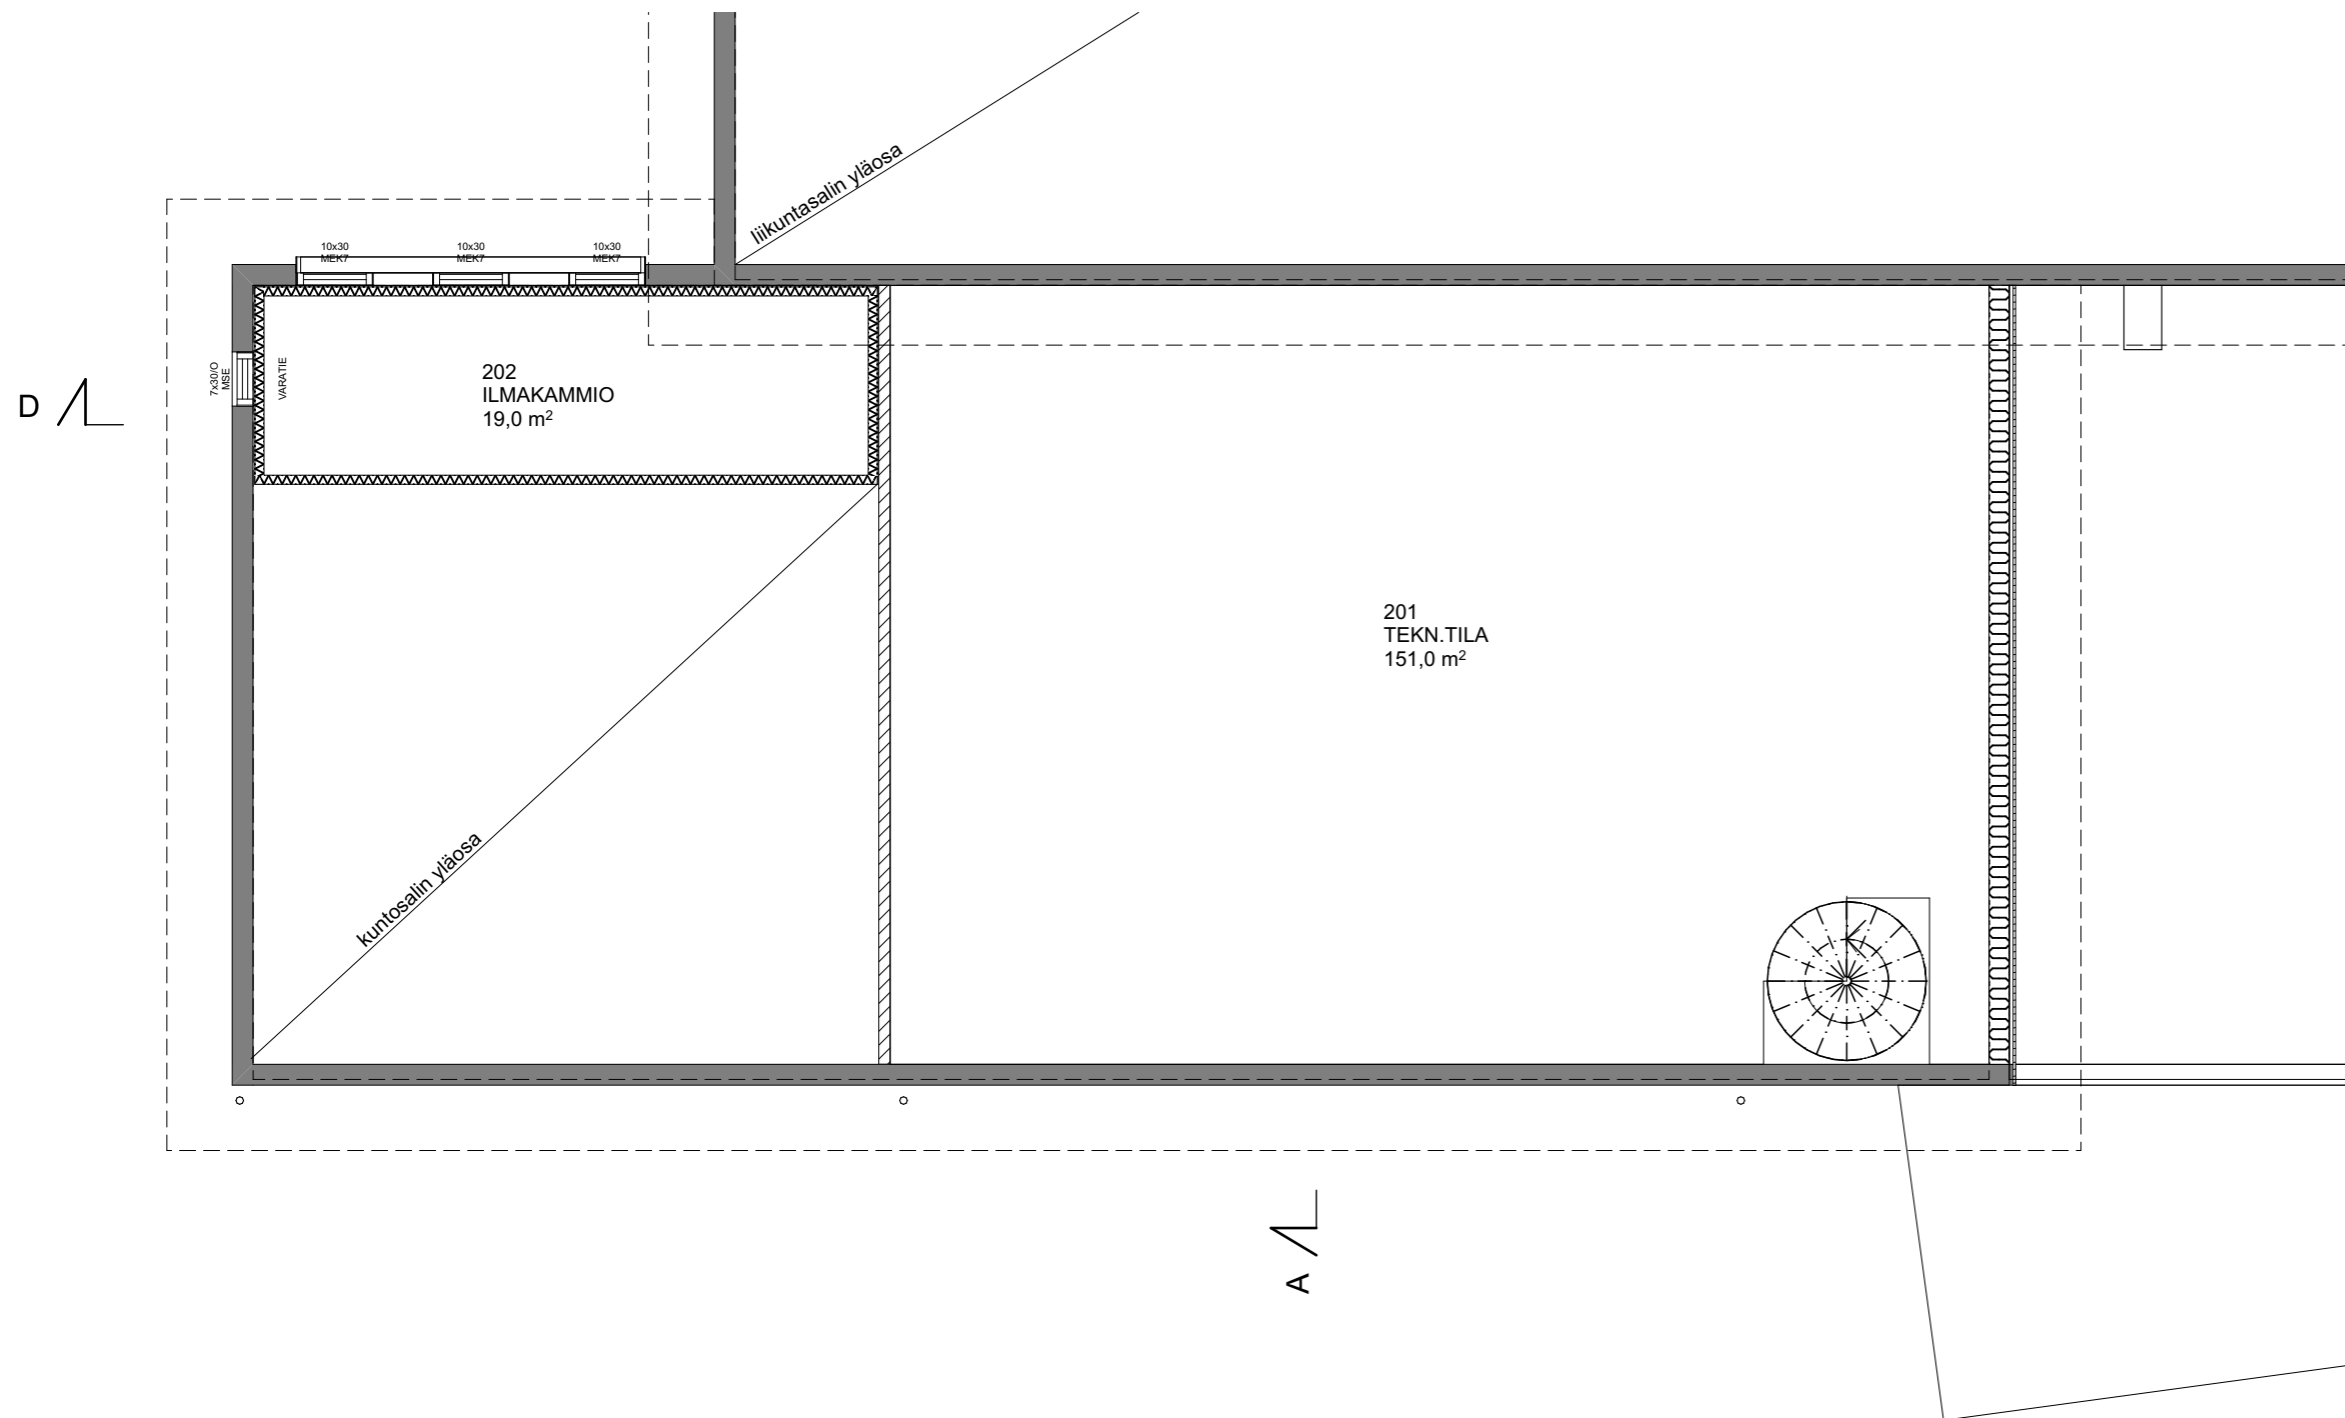 liikuntasalin yläosa
10x30
MEK7
10x30
MEK7
10x30
MEK7
7x30/O
MSE
VARATIE
202
ILMAKAMMIO
19,0 m²
D
201
TEKN.TILA
151,0 m²
kuntosalin yläosa
A